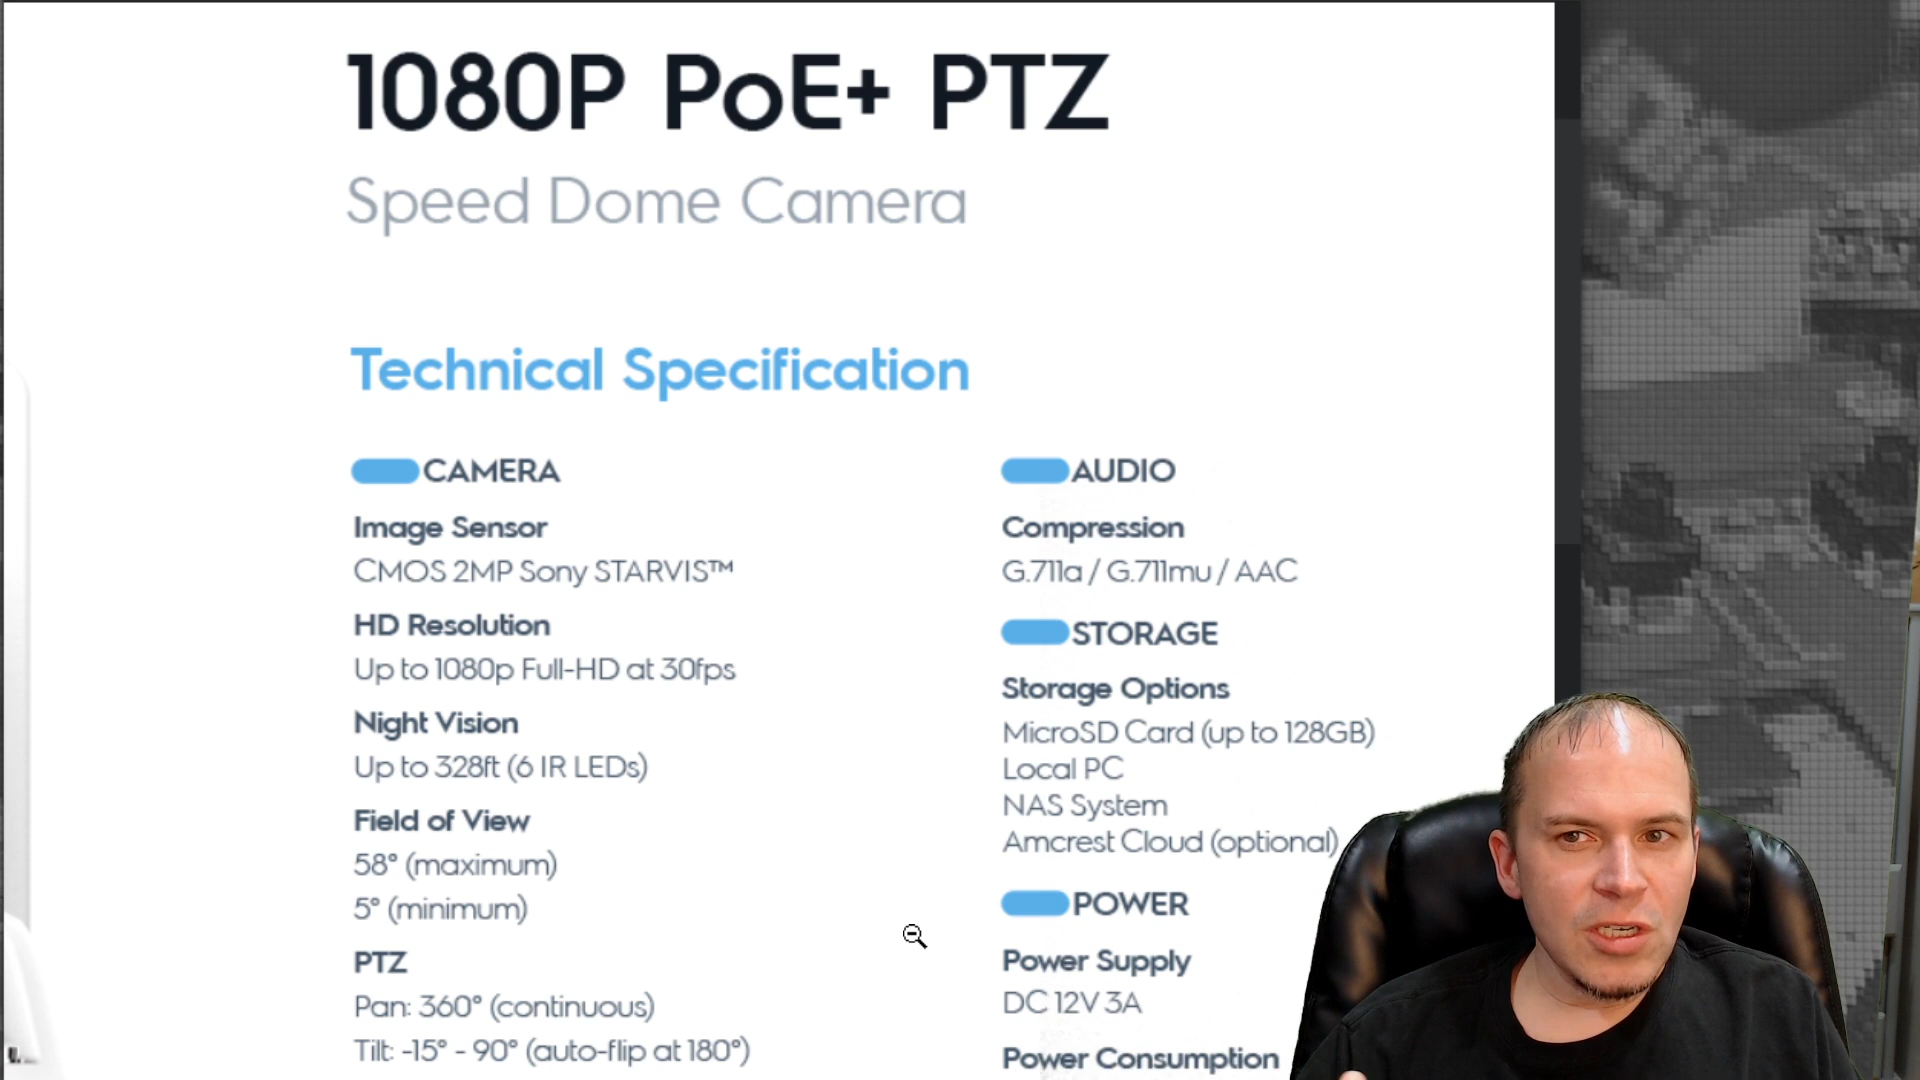 1080P PoE+ PTZ
Speed Dome Camera
Technical Specification
CAMERA
Image Sensor
CMOS 2MP Sony STARVIS™
HD Resolution
Up to 1080p Full-HD at 30fps
Night Vision
Up to 328ft (6 IR LEDs)
Field of View
58° (maximum)
5° (minimum)
PTZ
Pan: 360° (continuous)
Tilt: -15° - 90° (auto-flip at 180°)
AUDIO
Compression
G.711a / G.711mu / AAC
STORAGE
Storage Options
MicroSD Card (up to 128GB)
Local PC
NAS System
Amcrest Cloud (optional)
POWER
Power Supply
DC 12V 3A
Power Consumption